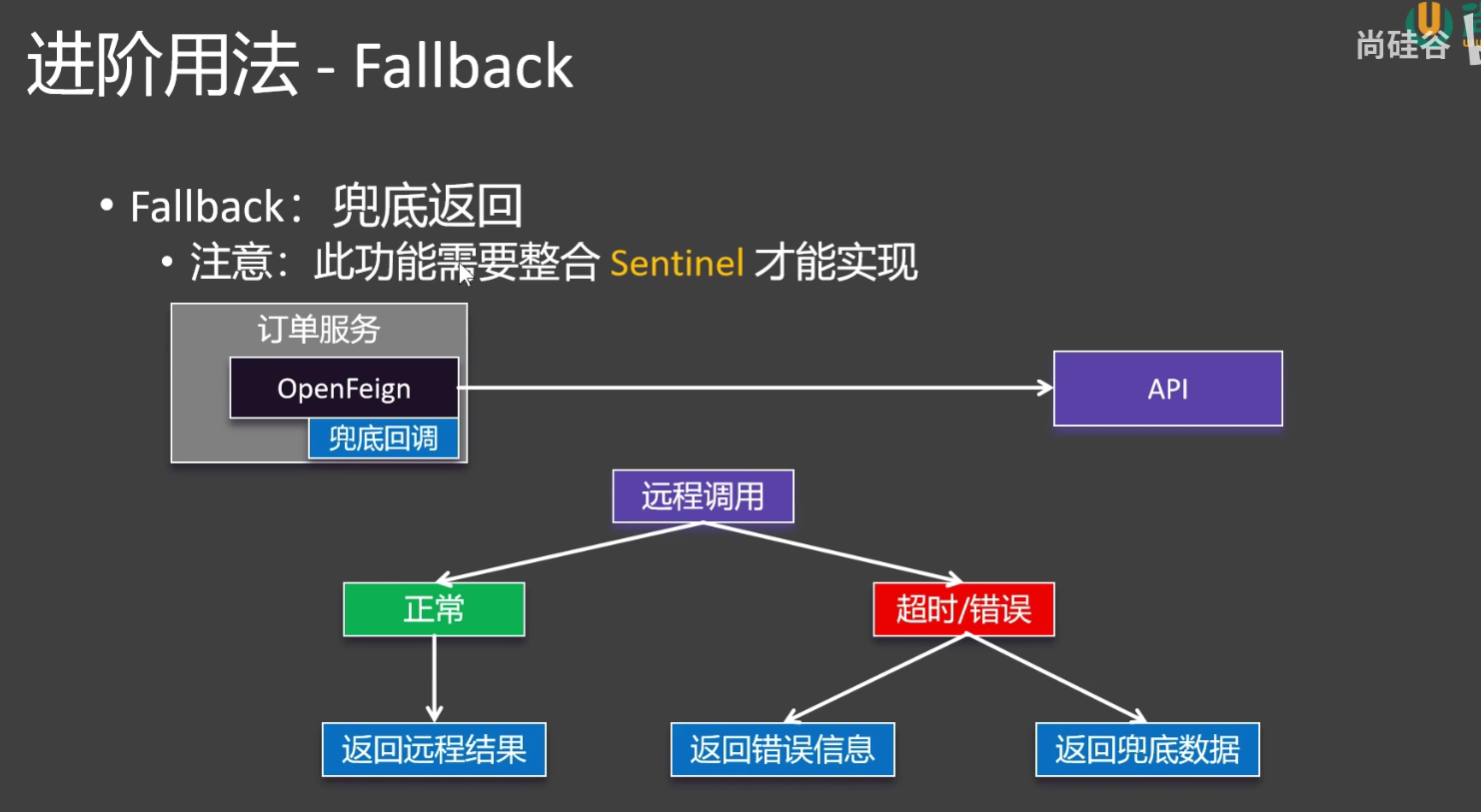 进阶用法 - Fallback
尚硅谷
• Fallback：兜底返回
• 注意：此功能需要整合 Sentinel 才能实现
订单服务
OpenFeign
API
兜底回调
远程调用
正常
超时/错误
返回远程结果
返回错误信息
返回兜底数据